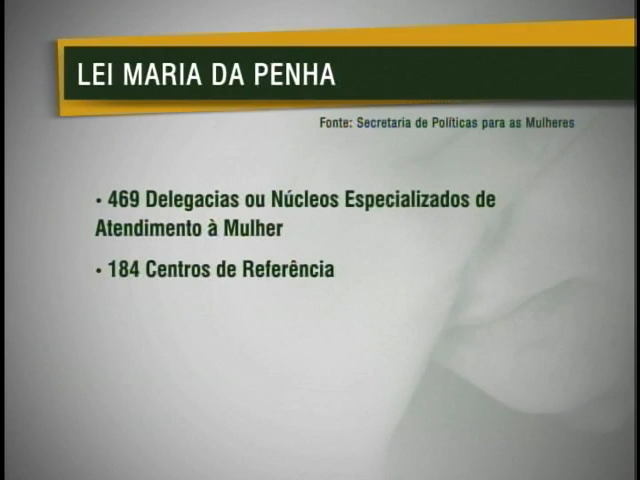 LEI MARIA DA PENHA
Fonte: Secretaria de Políticas para as Mulheres
• 469 Delegacias ou Núcleos Especializados de
Atendimento à Mulher
• 184 Centros de Referência